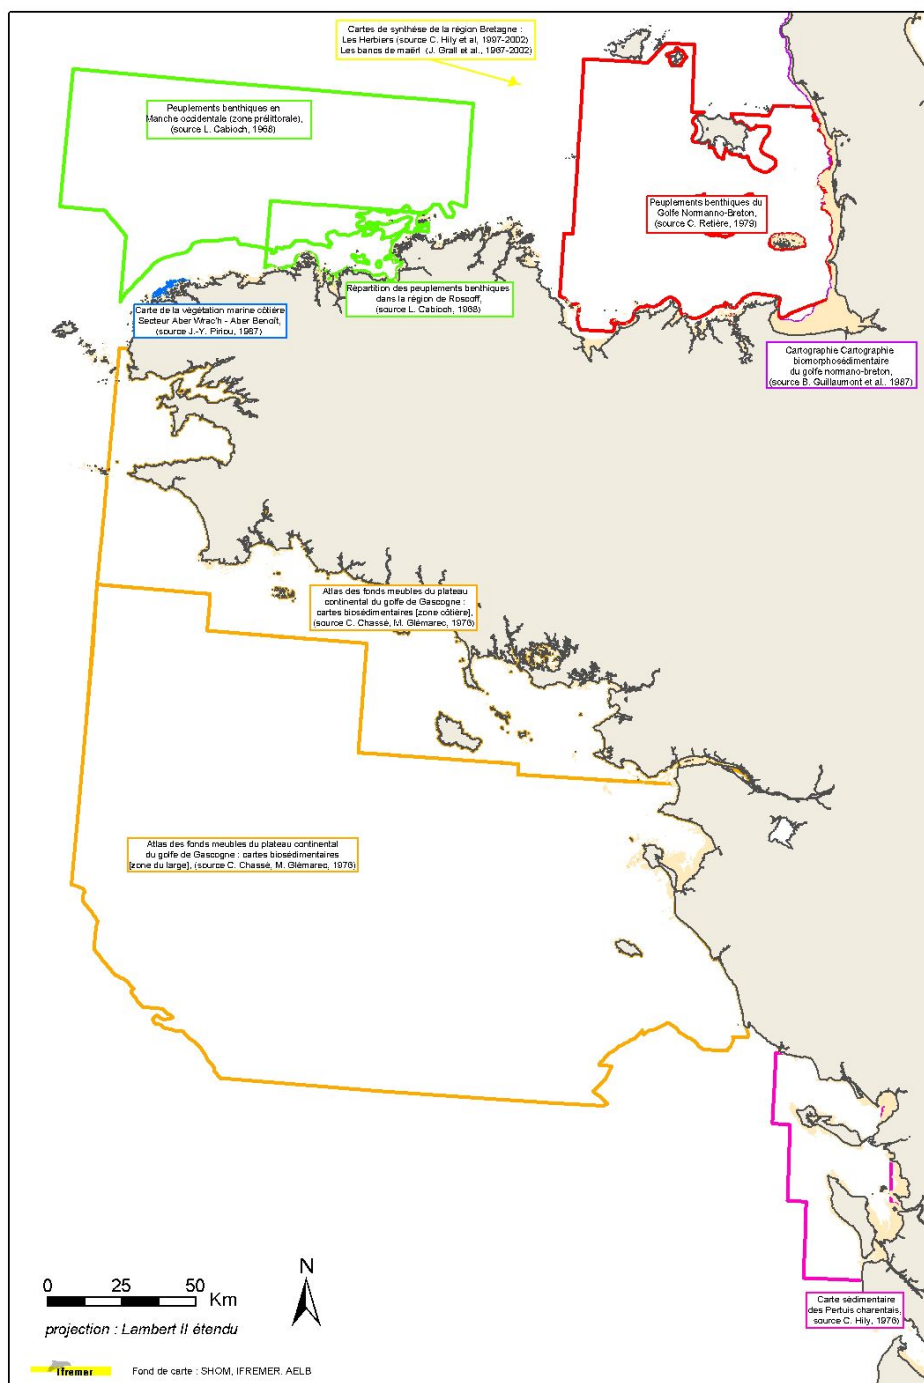 Cartes de synthèse de la région Bretagne :
Les Herbiers (source C. Hily et al, 1997-2002)
Les bancs de maërl (J. Grall et al., 1967-2002)
Peuplements benthiques en
Manche occidentale (zone prélittorale),
(source L. Cabioch, 1968)
Peuplements benthiques du
Golfe Normanno-Breton,
(source C. Retière, 1979)
Répartition des peuplements benthiques
dans la région de Roscoff,
(source L. Cabioch, 1968)
Carte de la végétation marine côtière
Secteur Aber Wrac'h - Aber Benoît,
(source J.-Y. Piriou, 1987)
Cartographie Cartographie
biomorphosédimentaire
du golfe normano-breton,
(source B. Guillaumont et al., 1987)
Atlas des fonds meubles du plateau
continental du golfe de Gascogne :
cartes biosédimentaires [zone côtière],
(source C. Chassé, M. Glémarec, 1976)
Atlas des fonds meubles du plateau continental
du golfe de Gascogne : cartes biosédimentaires
[zone du large], (source C. Chassé, M. Glémarec, 1976)
0 25 50
Km
N
projection : Lambert II étendu
Carte sédimentaire
des Pertuis charentais,
source C. Hily, 1976)
Ifremer
Fond de carte : SHOM, IFREMER. AELB